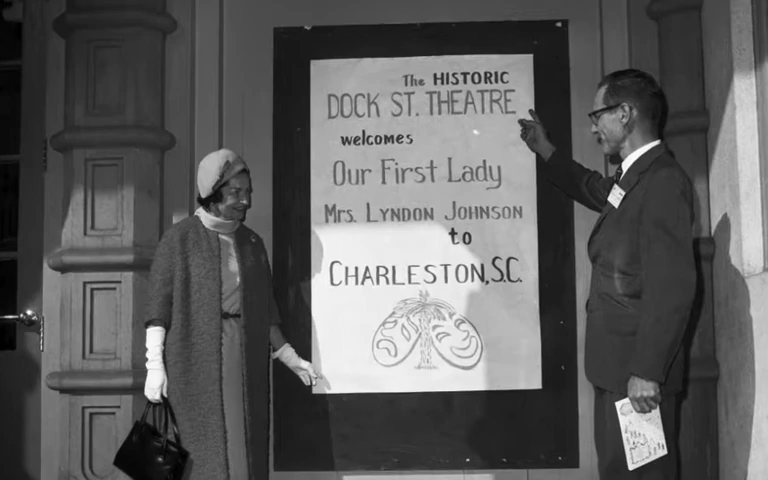 The HISTORIC
DOCK ST. THEATRE
welcomes
Our First Lady
Mrs. Lyndon Johnson
to
Charleston, S.C.